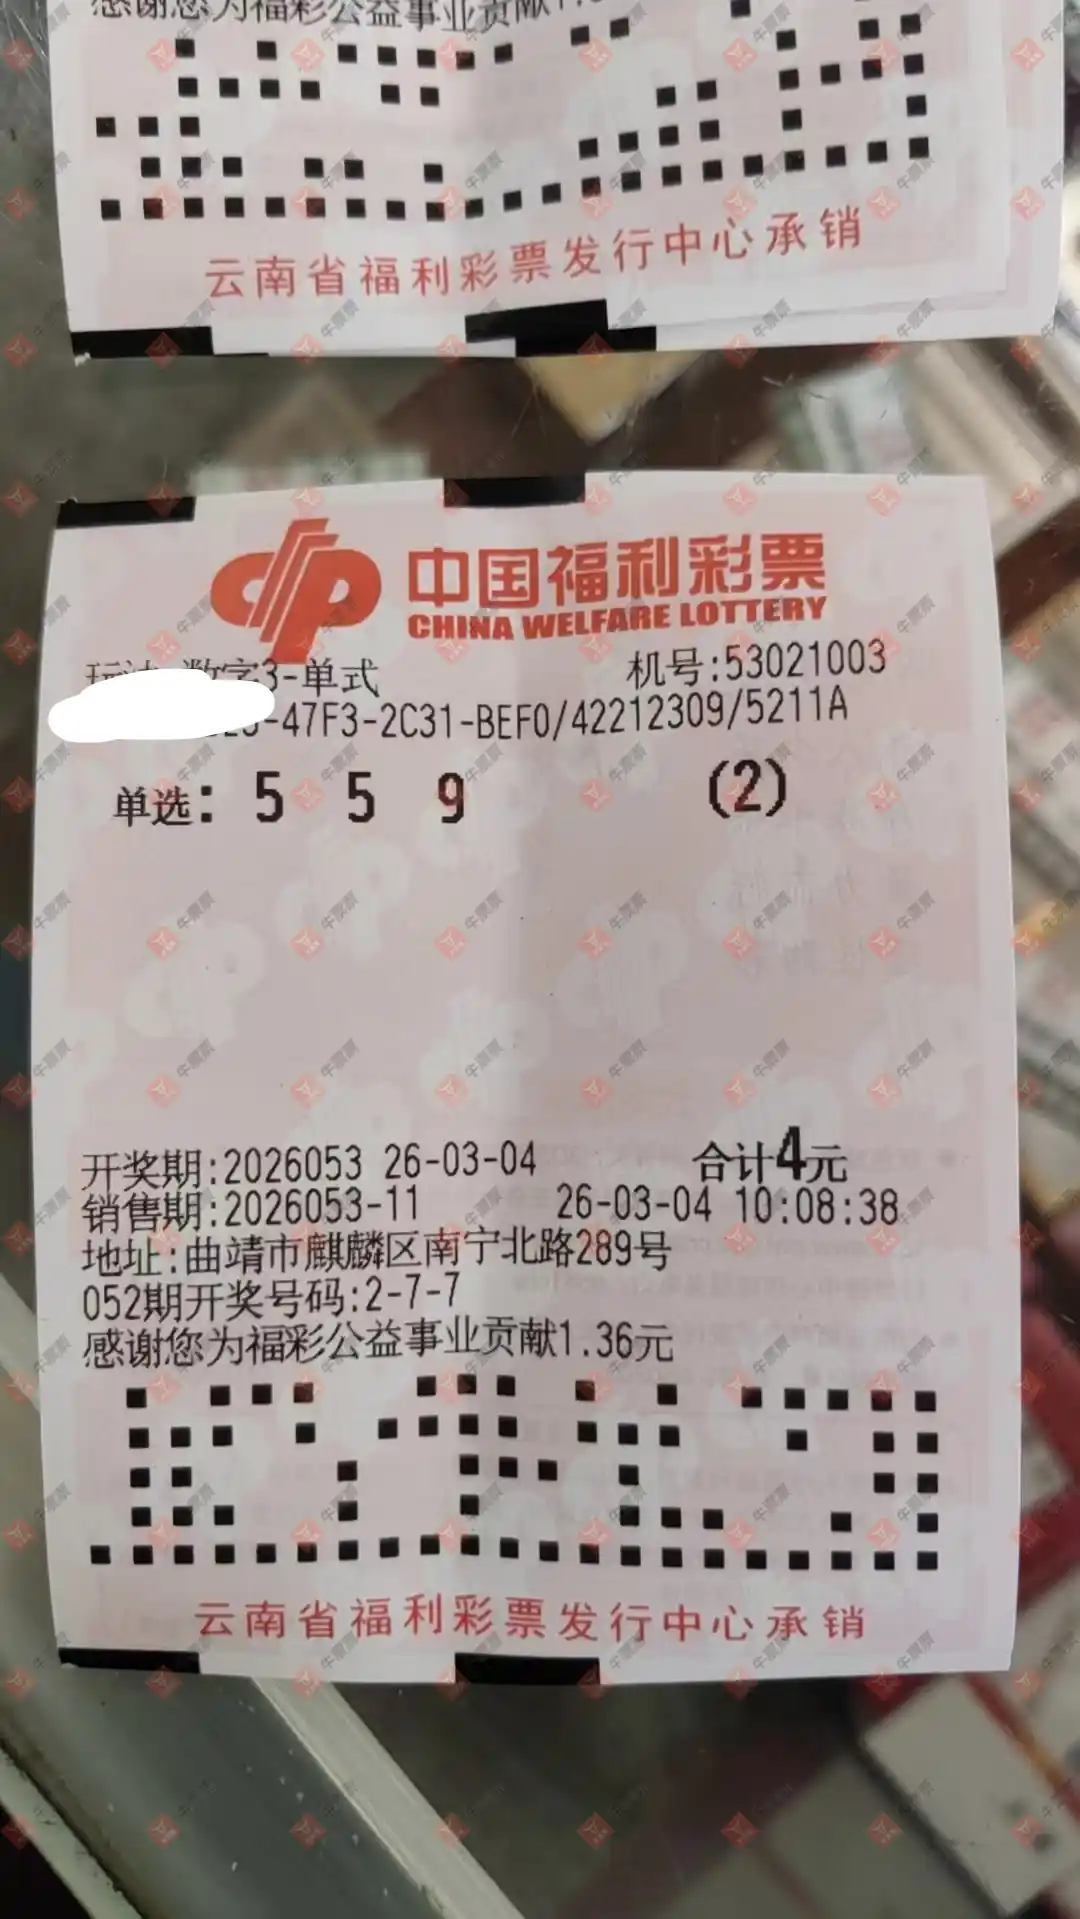 感谢您为福彩公益事业贡献1.
云南省福利彩票发行中心承销
中国福利彩票
CHINA WELFARE LOTTERY
数字3-单式 机号:53021003
-47F3-2C31-BEF0/42212309/5211A
单选: 5 5 9 (2)
开奖期:2026053 26-03-04 合计4元
销售期:2026053-11 26-03-04 10:08:38
地址:曲靖市麒麟区南宁北路289号
052期开奖号码:2-7-7
感谢您为福彩公益事业贡献1.36元
云南省福利彩票发行中心承销
牛票票